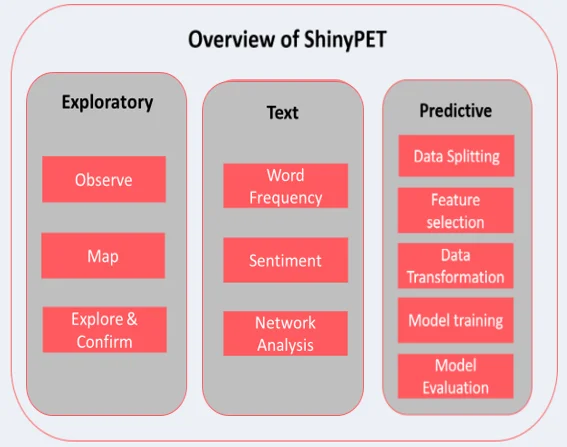 Overview of ShinyPET
Exploratory
Observe
Map
Explore &
Confirm
Text
Word
Frequency
Sentiment
Network
Analysis
Predictive
Data Splitting
Feature
selection
Data
Transformation
Model training
Model
Evaluation